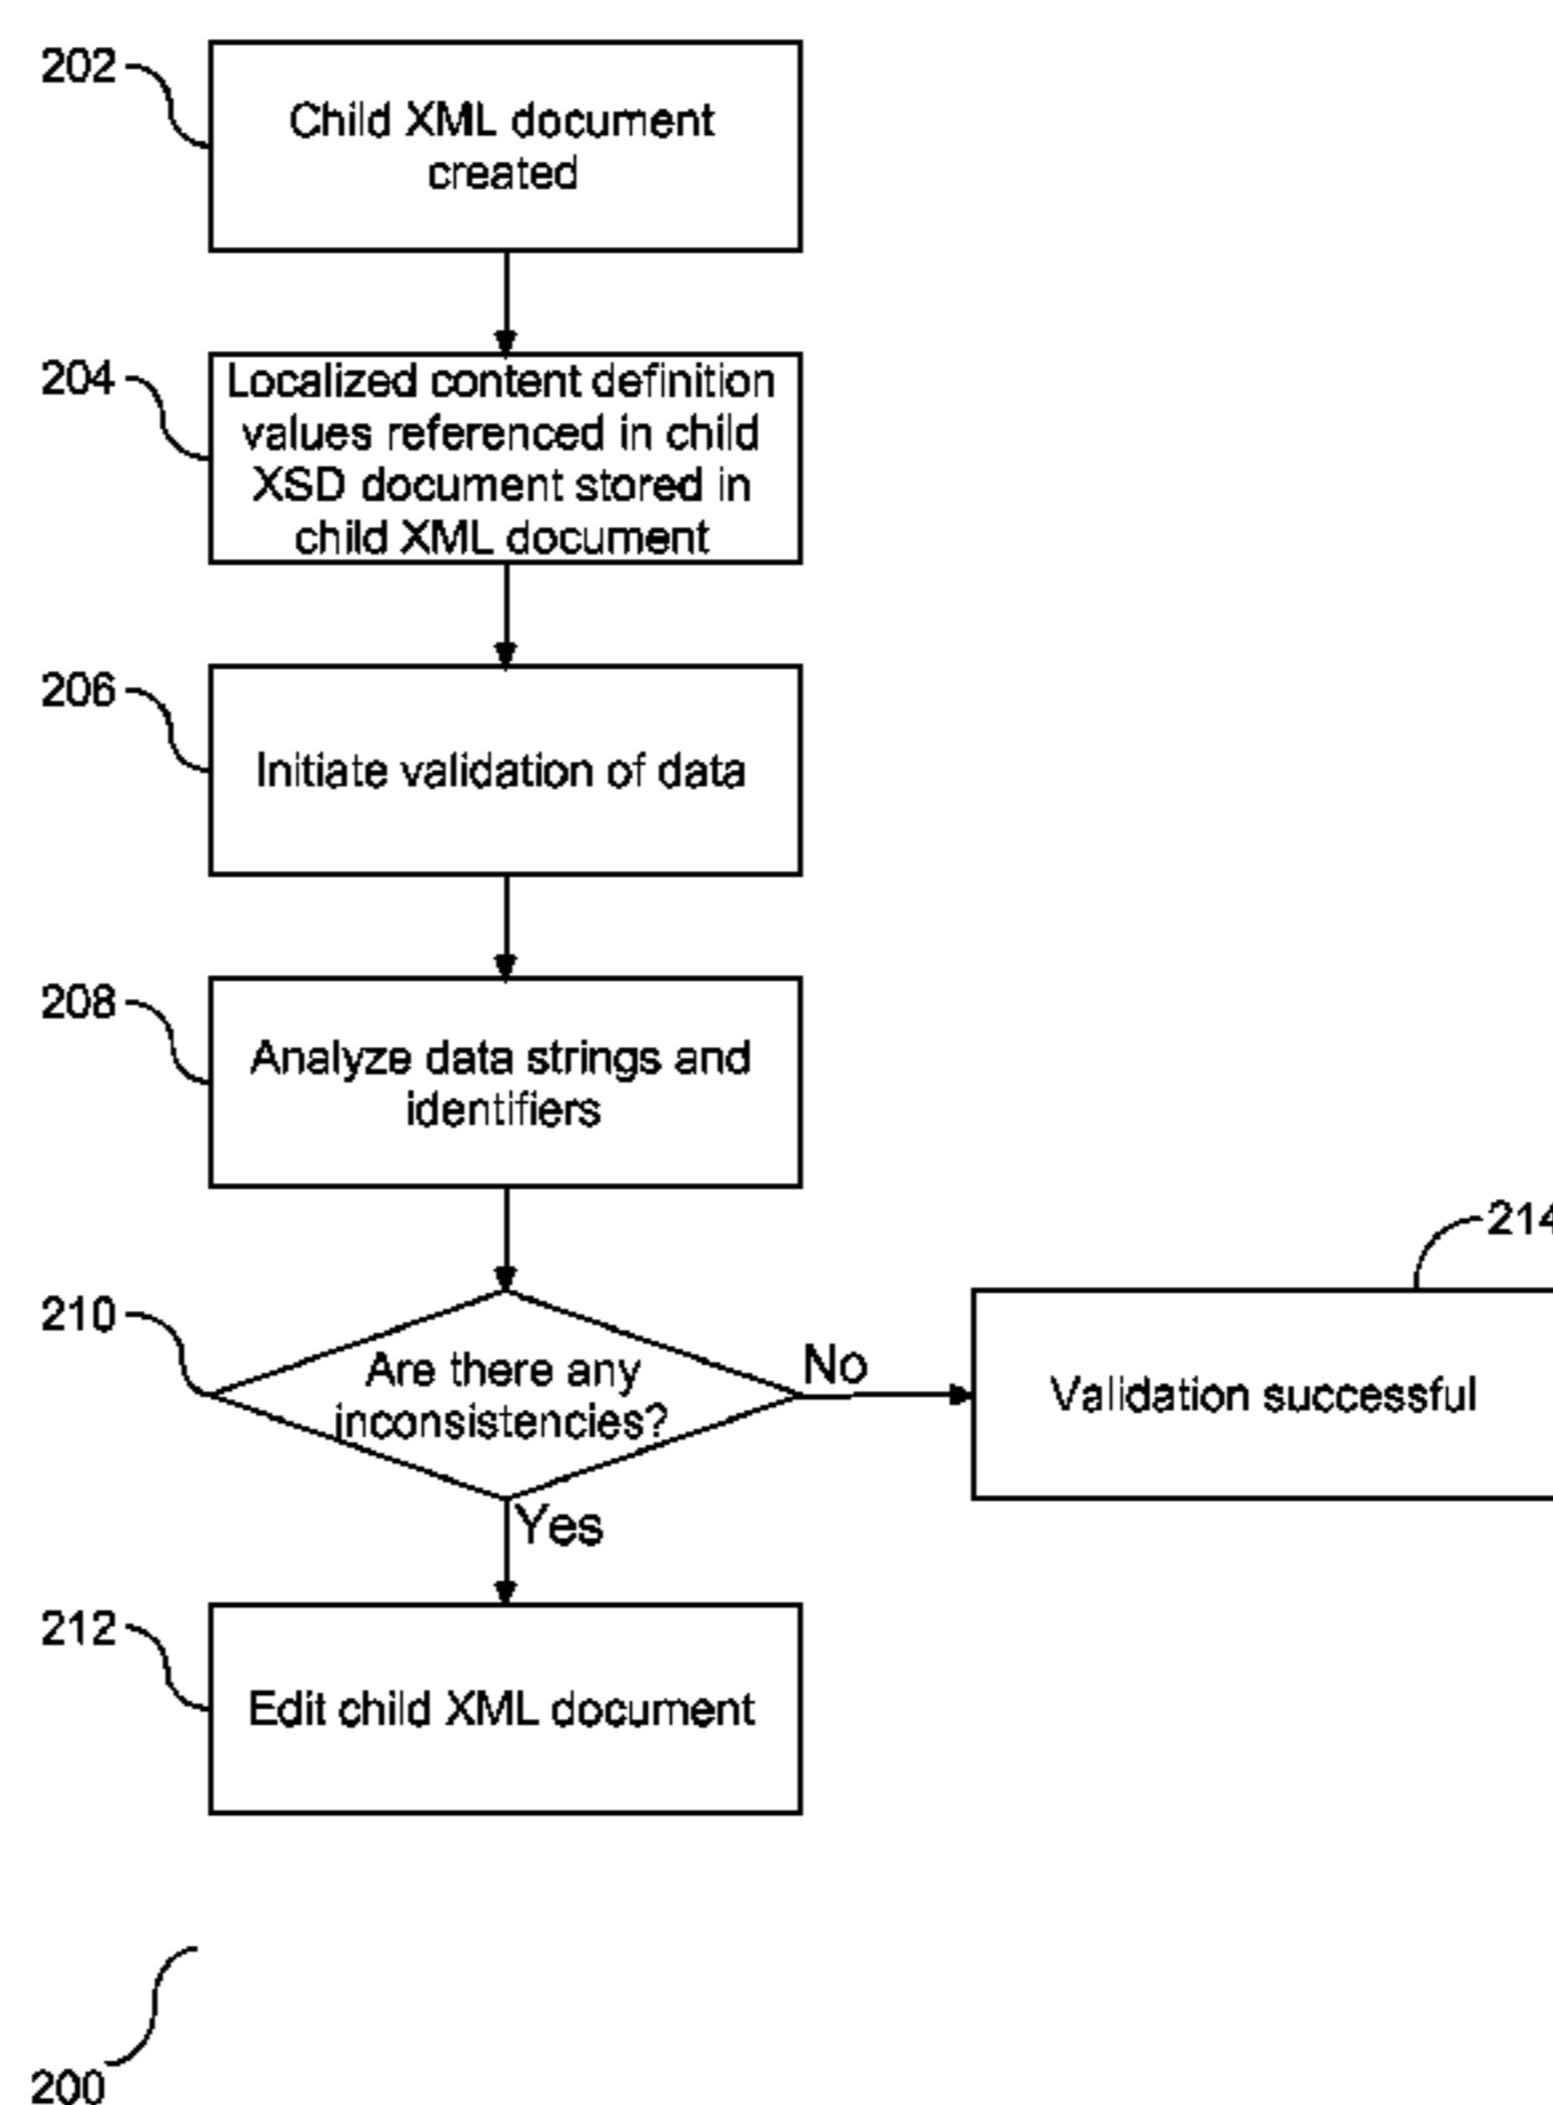 202
Child XML document
created
204
Localized content definition
values referenced in child
XSD document stored in
child XML document
206
Initiate validation of data
208
Analyze data strings and
identifiers
214
210
Are there any
inconsistencies?
No
Validation successful
Yes
212
Edit child XML document
200